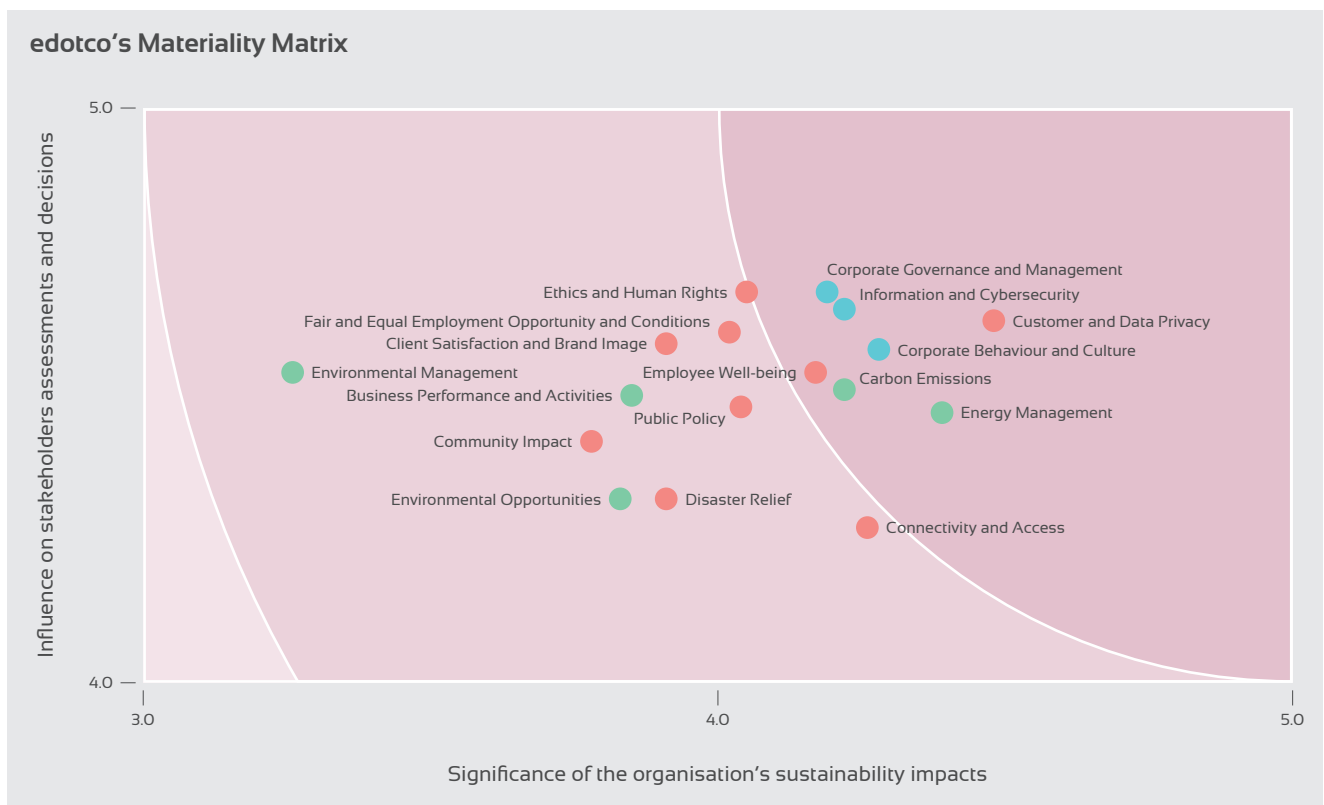 edotco's Materiality Matrix
Influence on stakeholders assessments and decisions
5.0
4.0
Corporate Governance and Management
Ethics and Human Rights
Information and Cybersecurity
Fair and Equal Employment Opportunity and Conditions
Customer and Data Privacy
Client Satisfaction and Brand Image
Corporate Behaviour and Culture
Environmental Management
Employee Well-being
Carbon Emissions
Business Performance and Activities
Energy Management
Public Policy
Community Impact
Environmental Opportunities
Disaster Relief
Connectivity and Access
3.0
4.0
5.0
Significance of the organisation's sustainability impacts